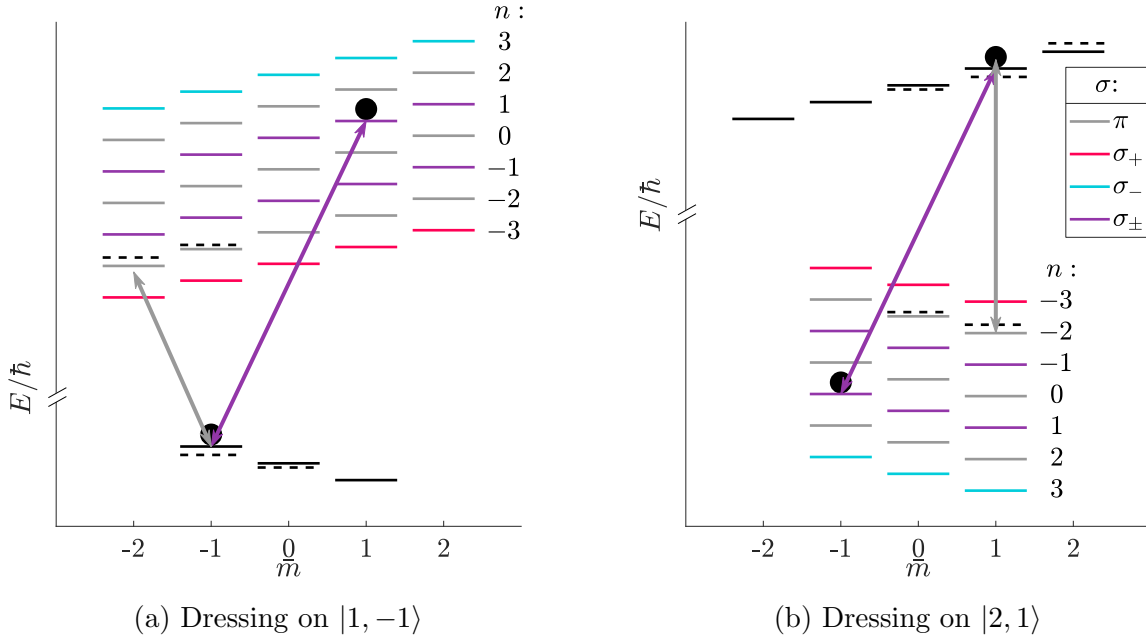 n :
3
2
1
0
−1
−2
−3
E/ħ
-2
-1
0
1
2
m̄
(a) Dressing on |1, −1⟩
σ:
π
σ₊
σ₋
σ±
E/ħ
n :
−3
−2
−1
0
1
2
3
-2
-1
0
1
2
m̄
(b) Dressing on |2, 1⟩